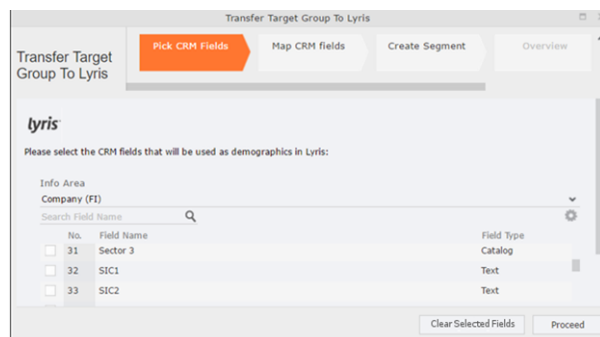 Transfer Target Group To Lyris
Transfer Target
Group To Lyris
Pick CRM Fields
Map CRM fields
Create Segment
Overview
lyris
Please select the CRM fields that will be used as demographics in Lyris:
Info Area
Company (FI)
Search Field Name
No. Field Name Field Type
31 Sector 3 Catalog
32 SIC1 Text
33 SIC2 Text
Clear Selected Fields Proceed